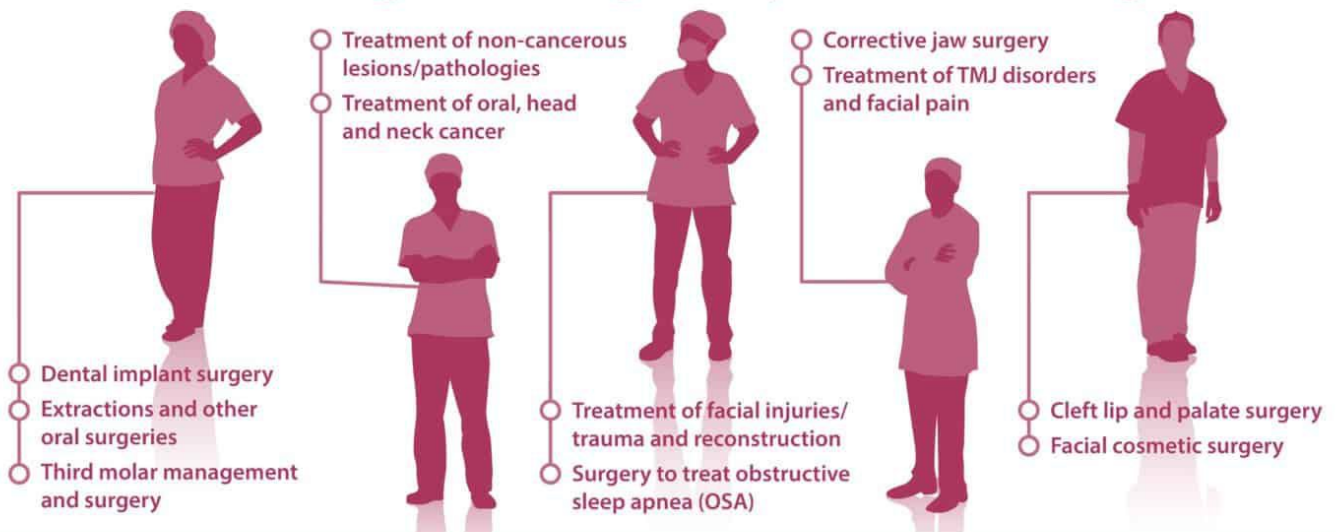 Treatment of non-cancerous
lesions/pathologies
Treatment of oral, head
and neck cancer
Corrective jaw surgery
Treatment of TMJ disorders
and facial pain
Dental implant surgery
Extractions and other
oral surgeries
Third molar management
and surgery
Treatment of facial injuries/
trauma and reconstruction
Surgery to treat obstructive
sleep apnea (OSA)
Cleft lip and palate surgery
Facial cosmetic surgery